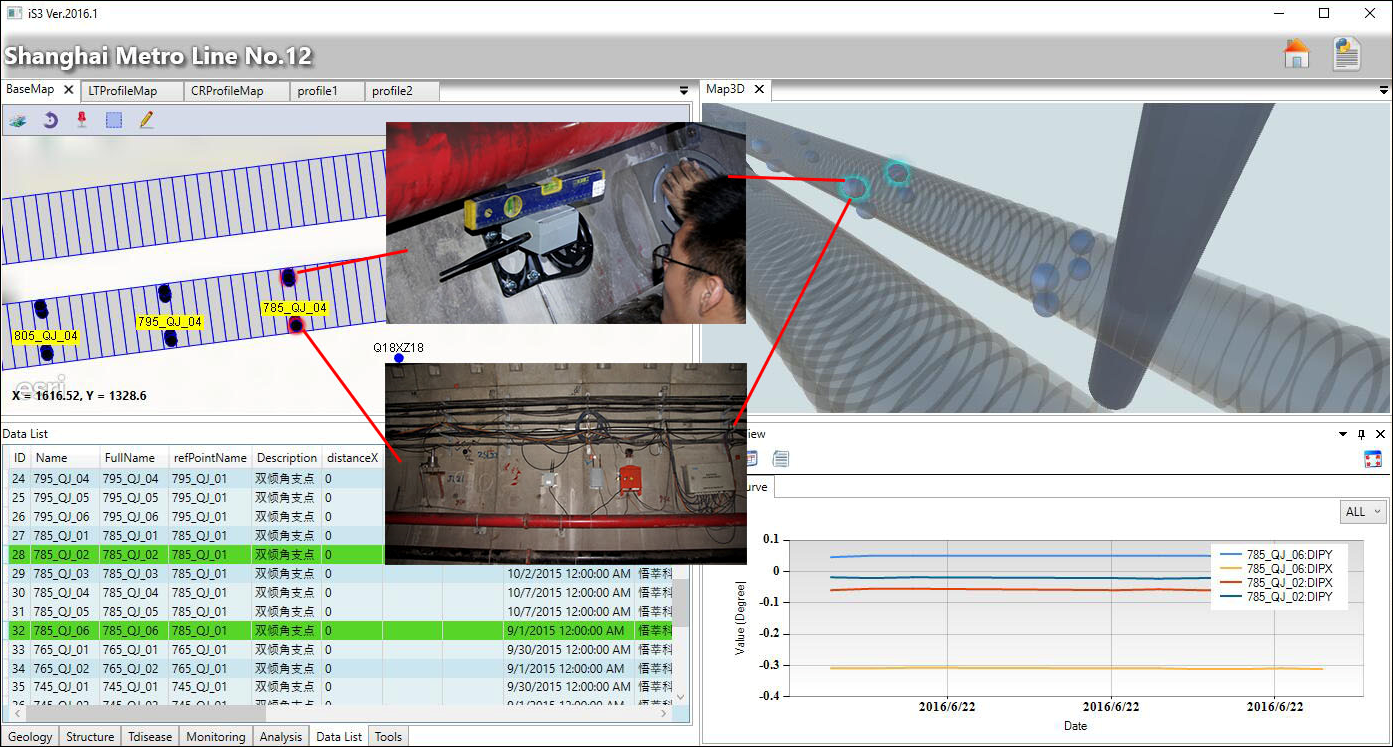 iS3 Ver.2016.1
Shanghai Metro Line No.12
BaseMap LTProfileMap CRProfileMap profile1 profile2
Map3D
785_QJ_04
795_QJ_04
805_QJ_04
Q18XZ18
esri
X = 1616.52, Y = 1328.6
Data List
ID Name FullName refPointName Description distanceX
24 795_QJ_04 795_QJ_04 795_QJ_01 双倾角支点 0
25 795_QJ_05 795_QJ_05 795_QJ_01 双倾角支点 0
26 795_QJ_06 795_QJ_06 795_QJ_01 双倾角支点 0
27 785_QJ_01 785_QJ_01 785_QJ_01 双倾角支点 0
28 785_QJ_02 785_QJ_02 785_QJ_01 双倾角支点 0
29 785_QJ_03 785_QJ_03 785_QJ_01 双倾角支点 0 10/2/2015 12:00:00 AM 悟莘科
30 785_QJ_04 785_QJ_04 785_QJ_01 双倾角支点 0 10/7/2015 12:00:00 AM 悟莘科
31 785_QJ_05 785_QJ_05 785_QJ_01 双倾角支点 0 10/7/2015 12:00:00 AM 悟莘科
32 785_QJ_06 785_QJ_06 785_QJ_01 双倾角支点 0 9/1/2015 12:00:00 AM 悟莘科
33 765_QJ_01 765_QJ_01 765_QJ_01 双倾角支点 0 9/30/2015 12:00:00 AM 悟莘科
34 765_QJ_02 765_QJ_02 765_QJ_01 双倾角支点 0 9/1/2015 12:00:00 AM 悟莘科
35 745_QJ_01 745_QJ_01 745_QJ_01 双倾角支点 0 9/30/2015 12:00:00 AM 悟莘科
Geology Structure Tdisease Monitoring Analysis Data List Tools
iew
urve
ALL
0.1
0
-0.1
-0.2
-0.3
-0.4
Value [Degree]
785_QJ_06:DIPY
785_QJ_06:DIPX
785_QJ_02:DIPX
785_QJ_02:DIPY
2016/6/22 2016/6/22 2016/6/22
Date